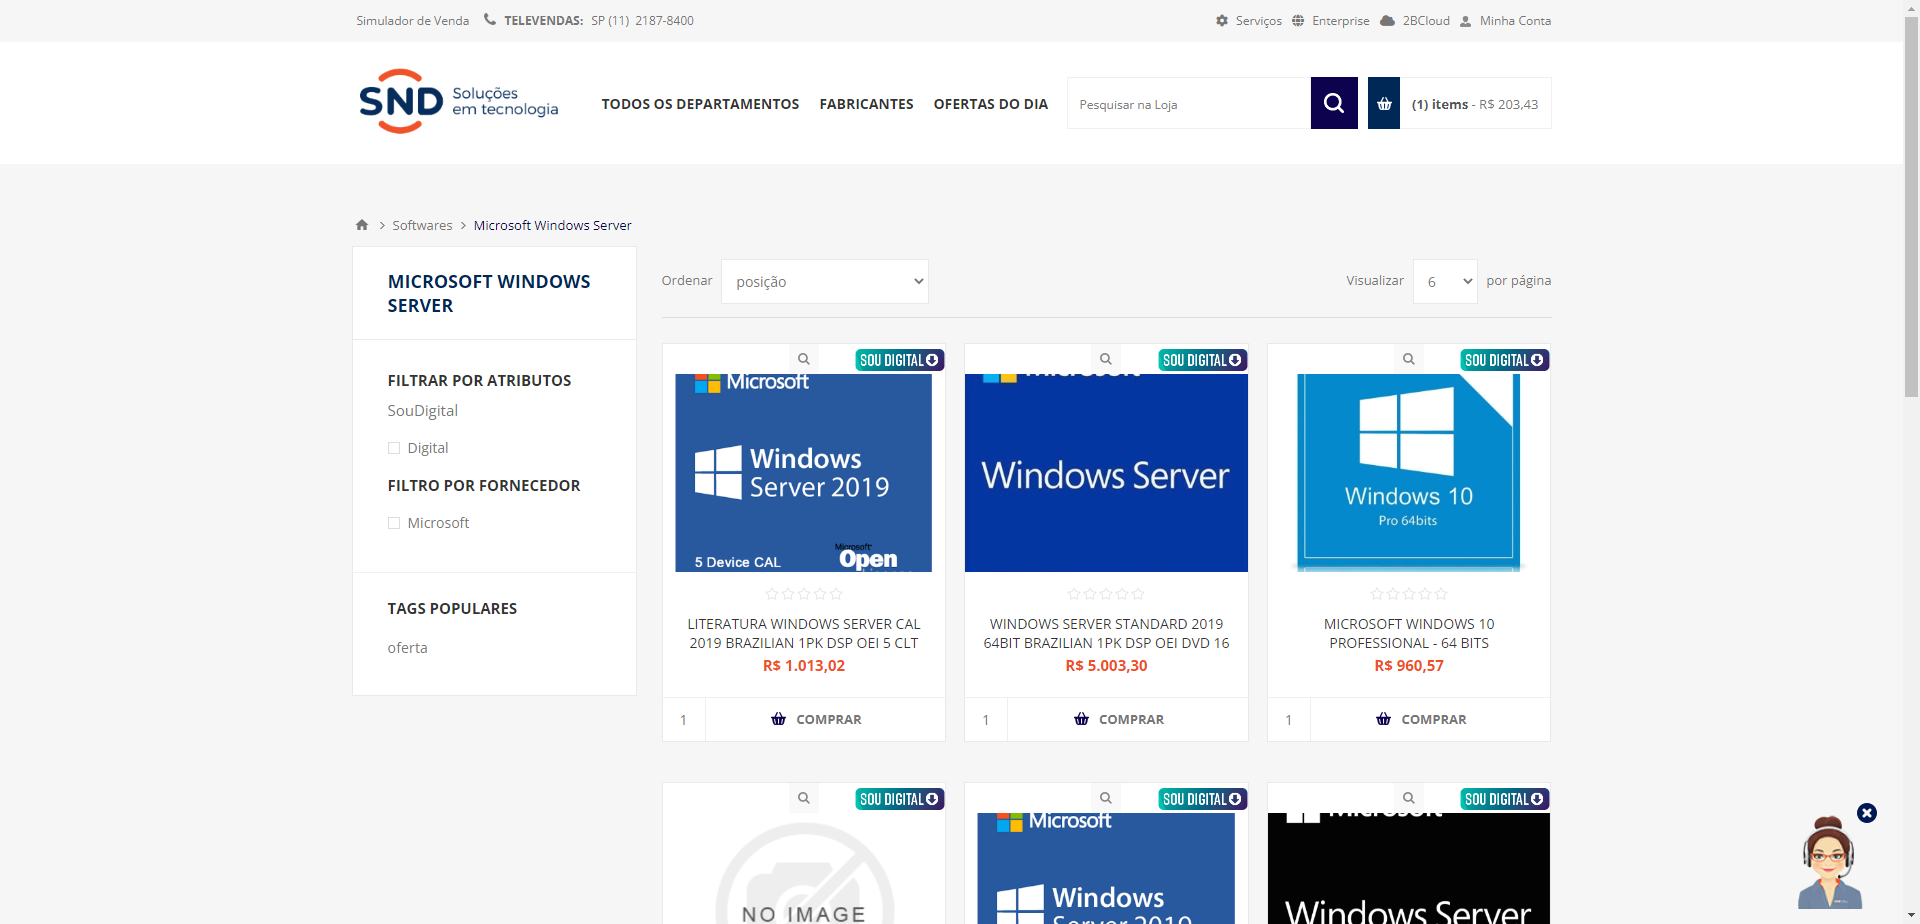 Simulador de Venda TELEVENDAS: SP (11) 2187-8400 Serviços Enterprise 2BCloud Minha Conta
SND Soluções em tecnologia
TODOS OS DEPARTAMENTOS FABRICANTES OFERTAS DO DIA Pesquisar na Loja (1) items - R$ 203,43
Softwares Microsoft Windows Server
MICROSOFT WINDOWS
SERVER
FILTRAR POR ATRIBUTOS
SouDigital
Digital
FILTRO POR FORNECEDOR
Microsoft
TAGS POPULARES
oferta
Ordenar posição Visualizar 6 por página
SOU DIGITAL
Microsoft
Windows
Server 2019
5 Device CAL
Microsoft
Open
LITERATURA WINDOWS SERVER CAL
2019 BRAZILIAN 1PK DSP OEI 5 CLT
R$ 1.013,02
1 COMPRAR
SOU DIGITAL
Microsoft
Windows Server
WINDOWS SERVER STANDARD 2019
64BIT BRAZILIAN 1PK DSP OEI DVD 16
R$ 5.003,30
1 COMPRAR
SOU DIGITAL
Windows 10
Pro 64bits
MICROSOFT WINDOWS 10
PROFESSIONAL - 64 BITS
R$ 960,57
1 COMPRAR
SOU DIGITAL
NO IMAGE
SOU DIGITAL
Microsoft
Windows
Server 2019
SOU DIGITAL
Microsoft
Windows Server